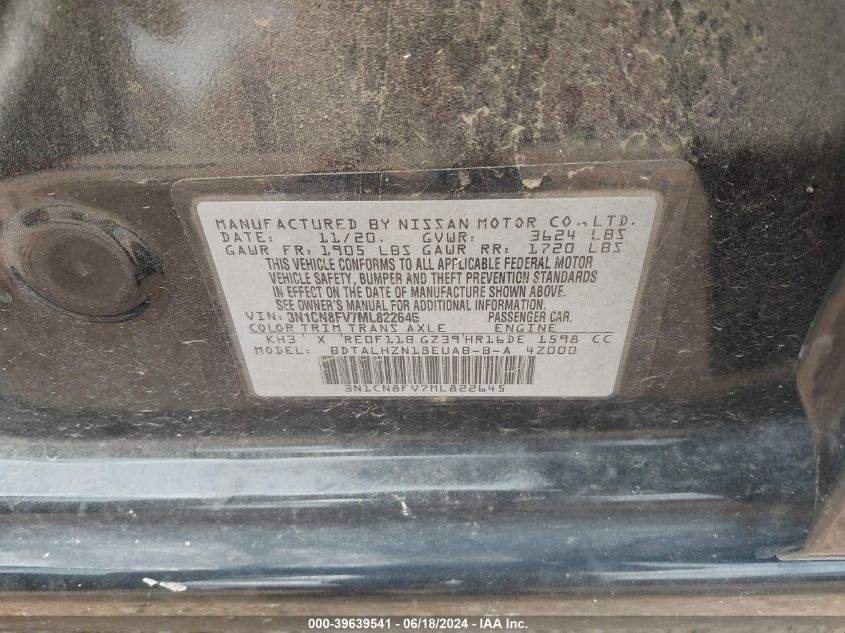 MANUFACTURED BY NISSAN MOTOR CO.,LTD.
DATE: 11/20. GVWR: 3624 LBS
GAWR FR: 1905 LBS GAWR RR: 1720 LBS
THIS VEHICLE CONFORMS TO ALL APPLICABLE FEDERAL MOTOR
VEHICLE SAFETY, BUMPER AND THEFT PREVENTION STANDARDS
IN EFFECT ON THE DATE OF MANUFACTURE SHOWN ABOVE.
SEE OWNER'S MANUAL FOR ADDITIONAL INFORMATION.
VIN: 3N1CN8FV7ML822645 PASSENGER CAR.
COLOR TRIM TRANS AXLE ENGINE
KH3 X RE0F11B GZ39 HR16DE 1598 CC
MODEL: BDTALHZN18EUAB-B-A 4Z000
3N1CN8FV7ML822645
000-39639541 - 06/18/2024 - IAA Inc.